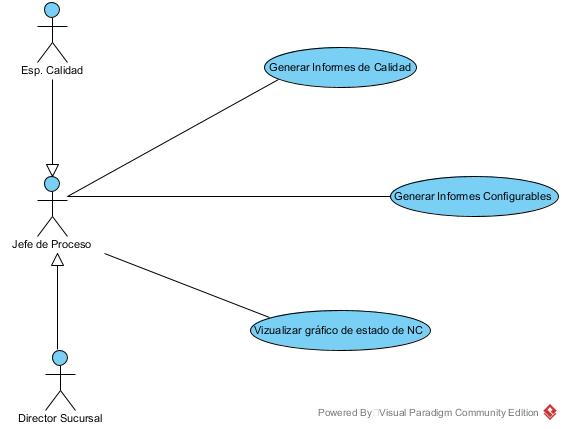 Esp. Calidad
Generar Informes de Calidad
Generar Informes Configurables
Jefe de Proceso
Vizualizar gráfico de estado de NC
Director Sucursal
Powered By Visual Paradigm Community Edition